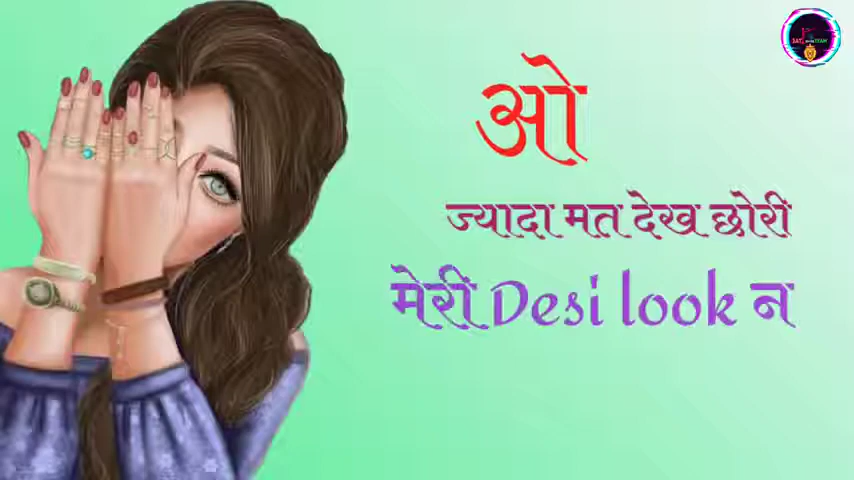 ओ
ज्यादा मत देख छोरी
मेरी Desi look न